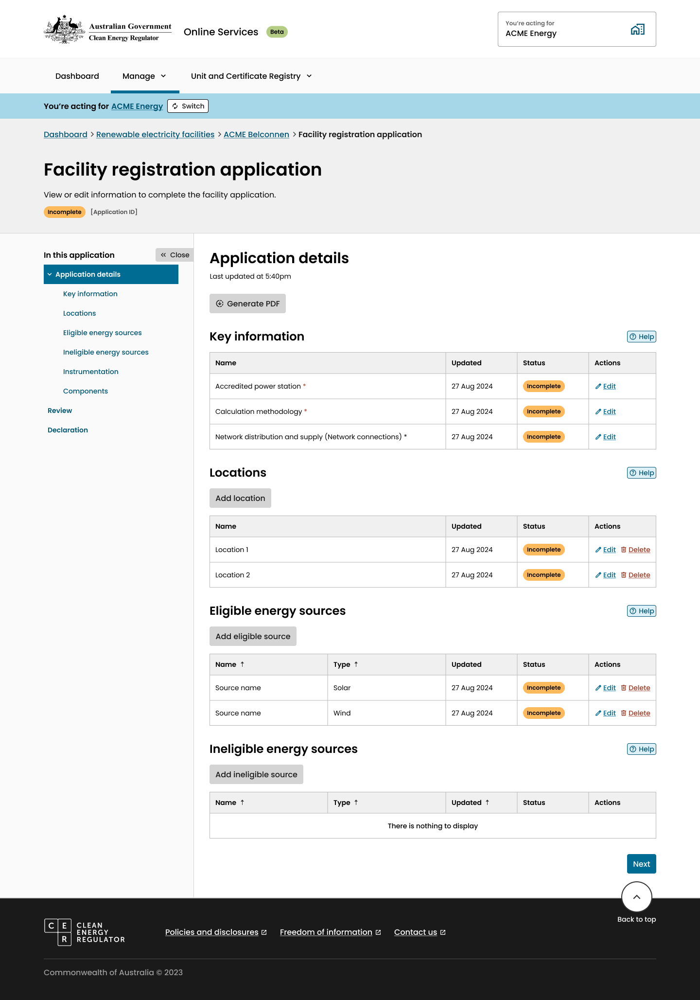 Australian Government
Clean Energy Regulator
Online Services
Beta
You're acting for
ACME Energy
Dashboard
Manage
Unit and Certificate Registry
You're acting for ACME Energy Switch
Dashboard > Renewable electricity facilities > ACME Belconnen > Facility registration application
Facility registration application
View or edit information to complete the facility application.
Incomplete [Application ID]
In this application
Close
Application details
Key information
Locations
Eligible energy sources
Ineligible energy sources
Instrumentation
Components
Review
Declaration
Application details
Last updated at 5:40pm
Generate PDF
Key information
Help
Name Updated Status Actions
Accredited power station * 27 Aug 2024 Incomplete Edit
Calculation methodology * 27 Aug 2024 Incomplete Edit
Network distribution and supply (Network connections) * 27 Aug 2024 Incomplete Edit
Locations
Help
Add location
Name Updated Status Actions
Location 1 27 Aug 2024 Incomplete Edit Delete
Location 2 27 Aug 2024 Incomplete Edit Delete
Eligible energy sources
Help
Add eligible source
Name ↑ Type ↑ Updated Status Actions
Source name Solar 27 Aug 2024 Incomplete Edit Delete
Source name Wind 27 Aug 2024 Incomplete Edit Delete
Ineligible energy sources
Help
Add ineligible source
Name ↑ Type ↑ Updated ↑ Status Actions
There is nothing to display
Next
Back to top
C E R
CLEAN
ENERGY
REGULATOR
Policies and disclosures
Freedom of information
Contact us
Commonwealth of Australia © 2023